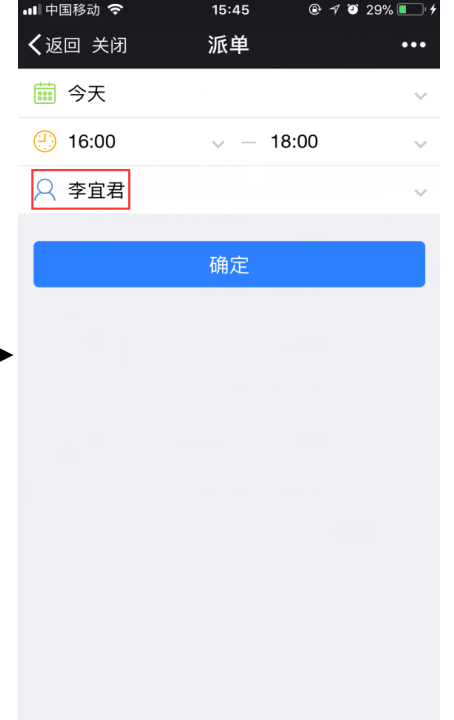 中国移动 15:45 29%
返回 关闭 派单
今天
16:00 — 18:00
李宜君
确定